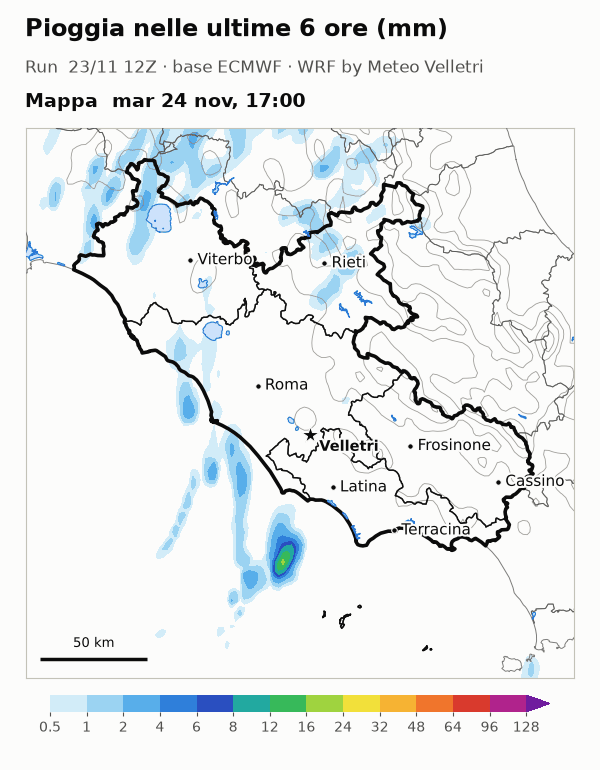 Pioggia nelle ultime 6 ore (mm)
Run  23/11 12Z · base ECMWF · WRF by Meteo Velletri
Mappa  mar 24 nov, 17:00
Viterbo
Rieti
Roma
Velletri
Frosinone
Cassino
Latina
Terracina
50 km
0.5 1 2 4 6 8 12 16 24 32 48 64 96 128